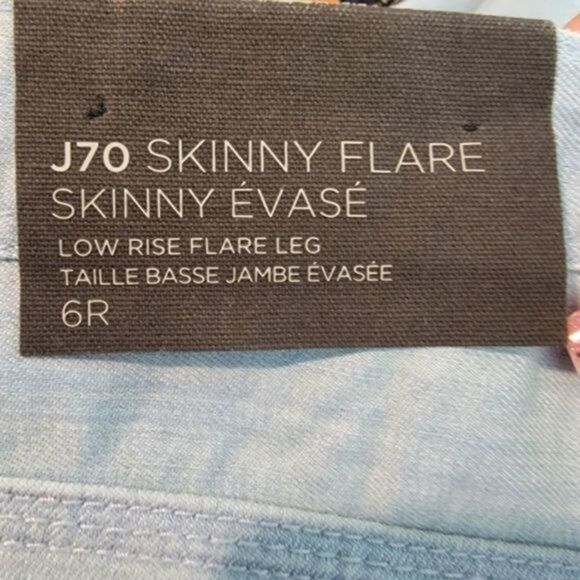 J70 SKINNY FLARE
SKINNY ÉVASÉ
LOW RISE FLARE LEG
TAILLE BASSE JAMBE ÉVASÉE
6R